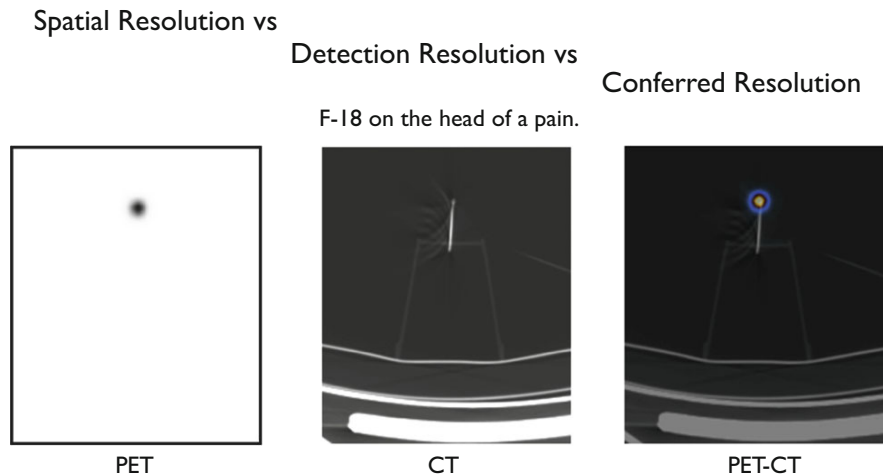 Spatial Resolution vs
Detection Resolution vs
Conferred Resolution
F-18 on the head of a pain.
PET
CT
PET-CT